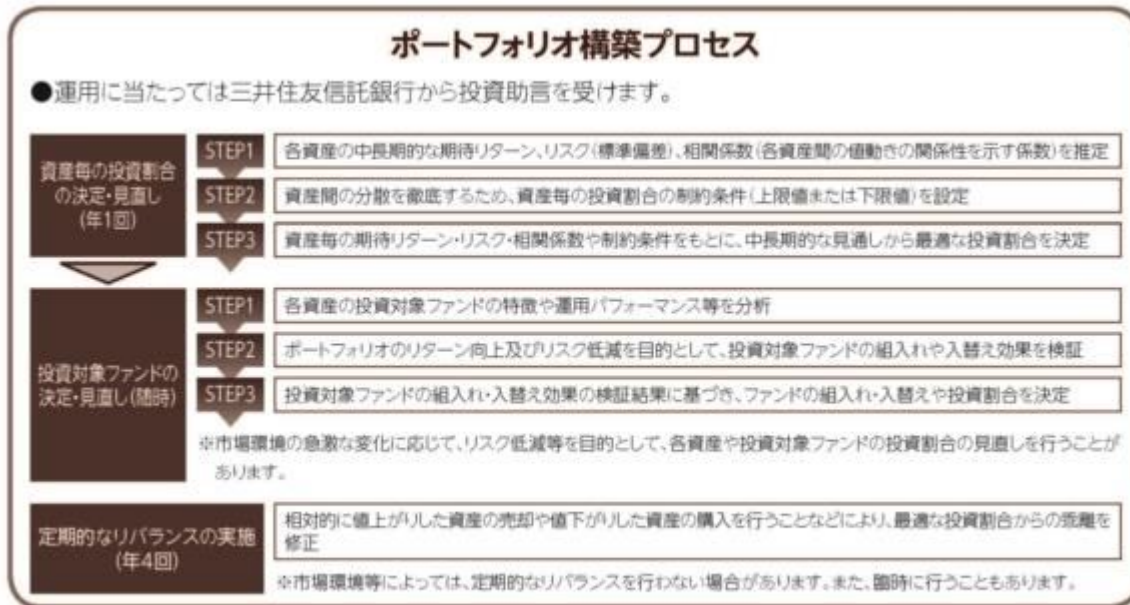 ポートフォリオ構築プロセス
●運用に当たっては三井住友信託銀行から投資助言を受けます。
資産毎の投資割合
の決定・見直し
(年1回)
STEP1
各資産の中長期的な期待リターン、リスク(標準偏差)、相関係数(各資産間の値動きの関係性を示す係数)を推定
STEP2
資産間の分散を徹底するため、資産毎の投資割合の制約条件(上限値または下限値)を設定
STEP3
資産毎の期待リターン・リスク・相関係数や制約条件をもとに、中長期的な見通しから最適な投資割合を決定
投資対象ファンドの
決定・見直し(随時)
STEP1
各資産の投資対象ファンドの特徴や運用パフォーマンス等を分析
STEP2
ポートフォリオのリターン向上及びリスク低減を目的として、投資対象ファンドの組入れや入替え効果を検証
STEP3
投資対象ファンドの組入れ・入替え効果の検証結果に基づき、ファンドの組入れ・入替えや投資割合を決定
※市場環境の急激な変化に応じて、リスク低減等を目的として、各資産や投資対象ファンドの投資割合の見直しを行うことが
あります。
定期的なリバランスの実施
(年4回)
相対的に値上がりした資産の売却や値下がりした資産の購入を行うことなどにより、最適な投資割合からの乖離を
修正
※市場環境等によっては、定期的なリバランスを行わない場合があります。また、臨時に行うこともあります。